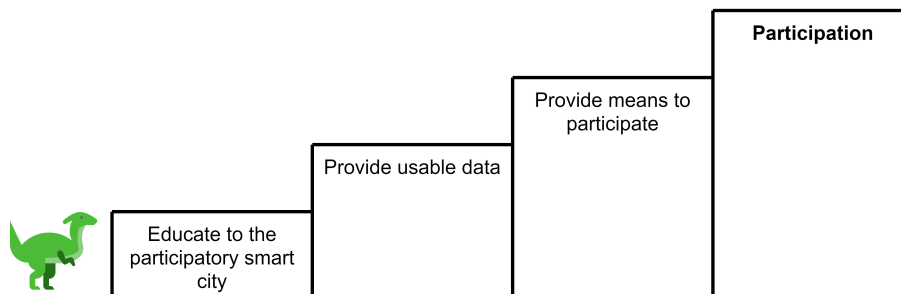 Participation
Provide means to
participate
Provide usable data
Educate to the
participatory smart
city